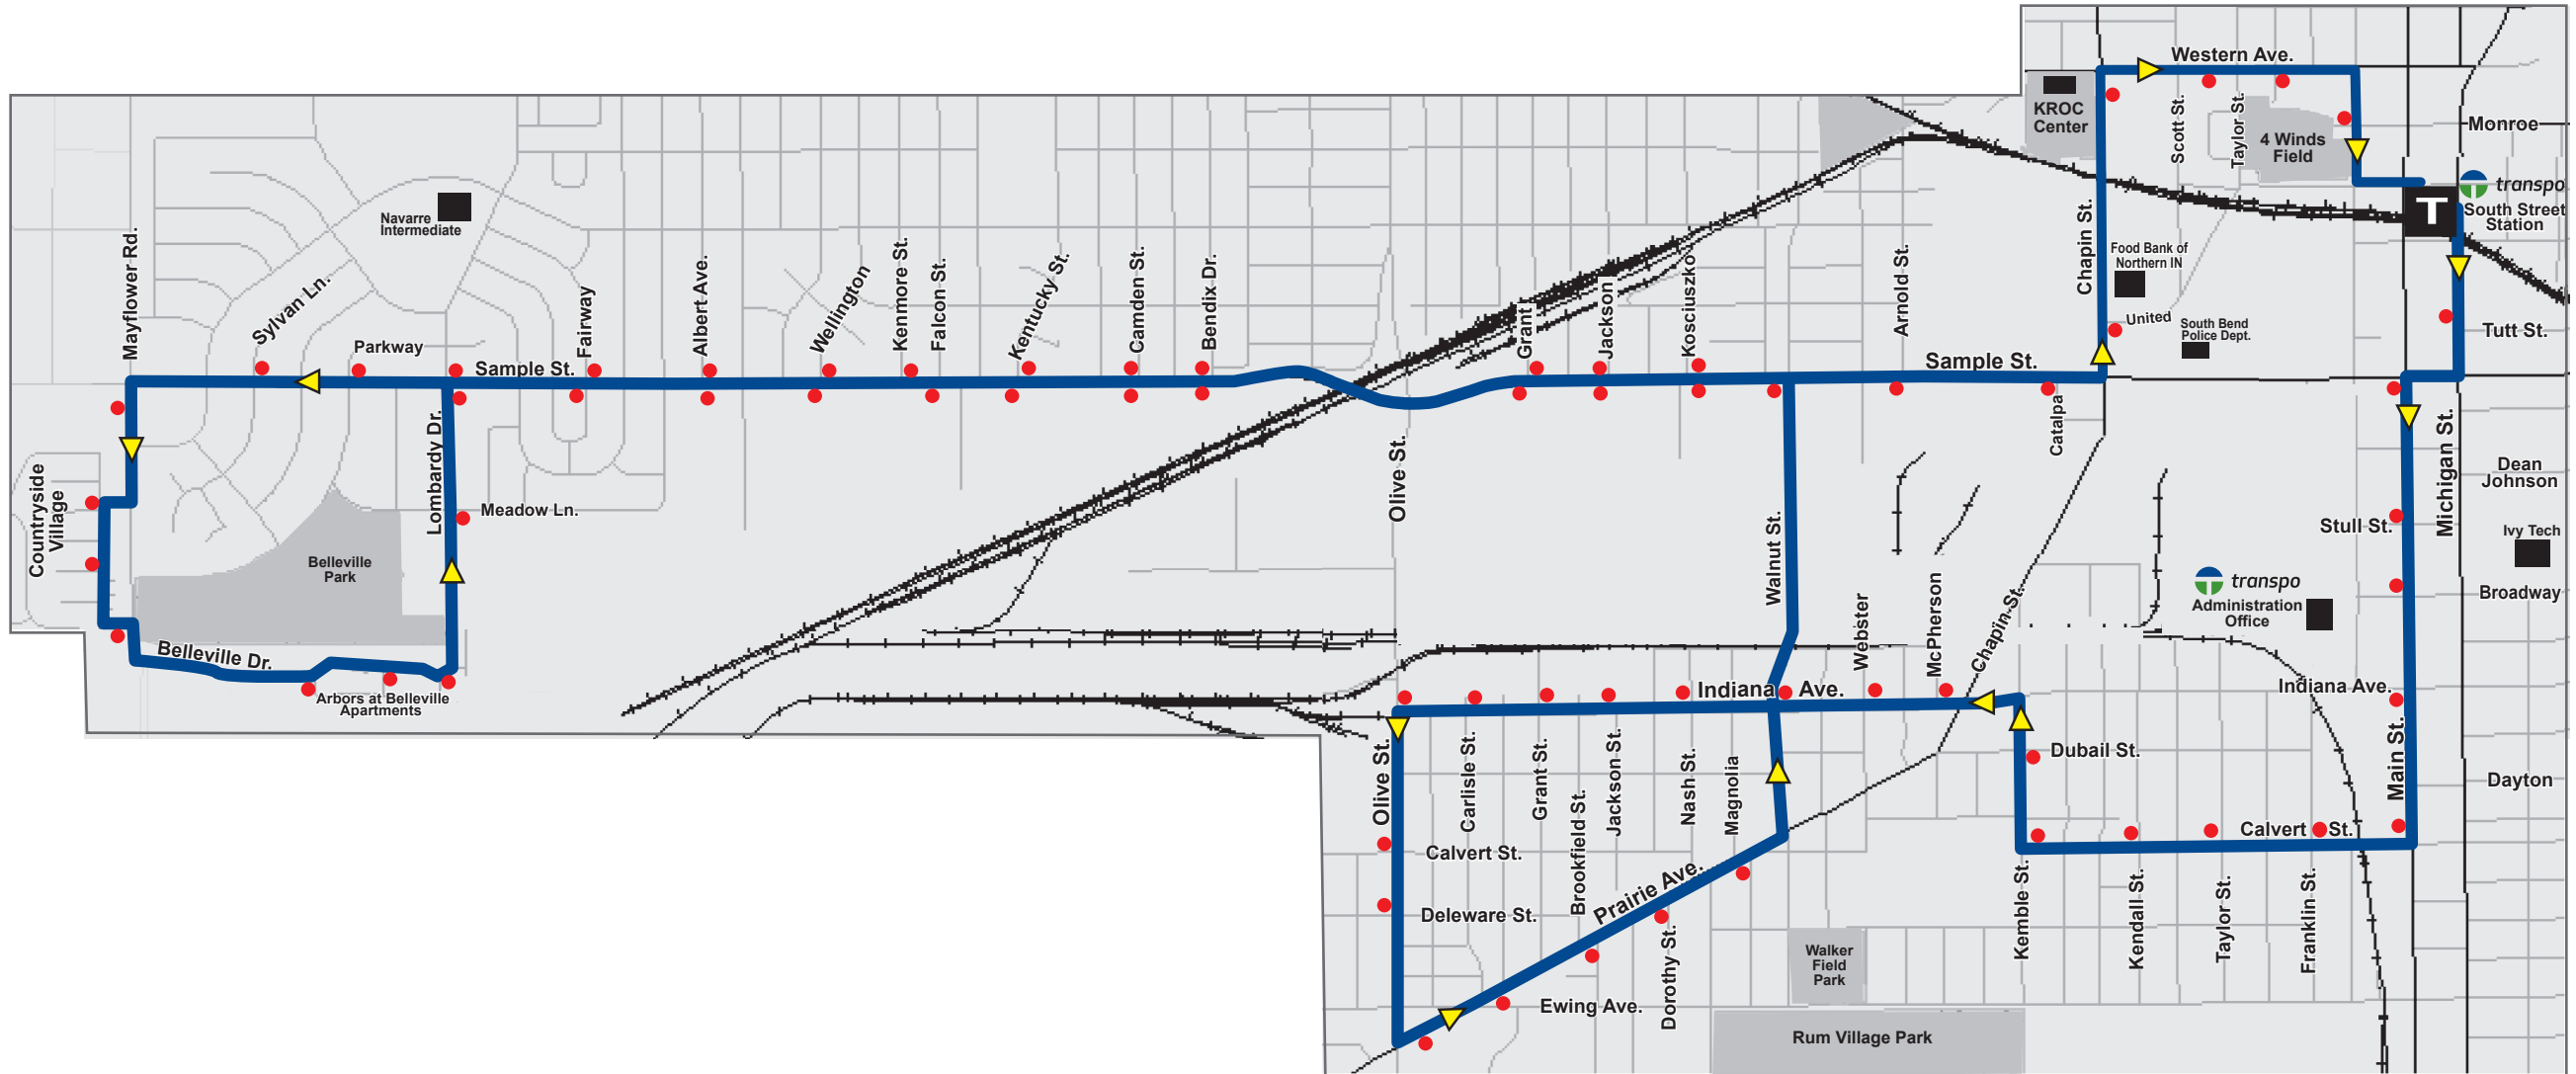 Western Ave.
KROC
Center
Scott St.
Taylor St.
4 Winds
Field
Monroe
transpo
T
South Street
Station
Chapin St.
Food Bank of
Northern IN
United
South Bend
Police Dept.
Tutt St.
Navarre
Intermediate
Mayflower Rd.
Sylvan Ln.
Parkway
Sample St.
Fairway
Albert Ave.
Wellington
Kenmore St.
Falcon St.
Kentucky St.
Camden St.
Bendix Dr.
Grant
Jackson
Kosciuszko
Arnold St.
Sample St.
Catalpa
Countryside
Village
Lombardy Dr.
Meadow Ln.
Belleville
Park
Belleville Dr.
Arbors at Belleville
Apartments
Olive St.
Walnut St.
Webster
McPherson
Chapin St.
Michigan St.
Dean
Johnson
Stull St.
Ivy Tech
Broadway
transpo
Administration
Office
Indiana Ave.
Indiana Ave.
Main St.
Dubail St.
Dayton
Olive St.
Carlisle St.
Grant St.
Brookfield St.
Jackson St.
Nash St.
Magnolia
Calvert St.
Calvert St.
Deleware St.
Prairie Ave.
Dorothy St.
Ewing Ave.
Kemble St.
Kendall St.
Taylor St.
Franklin St.
Walker
Field
Park
Rum Village Park